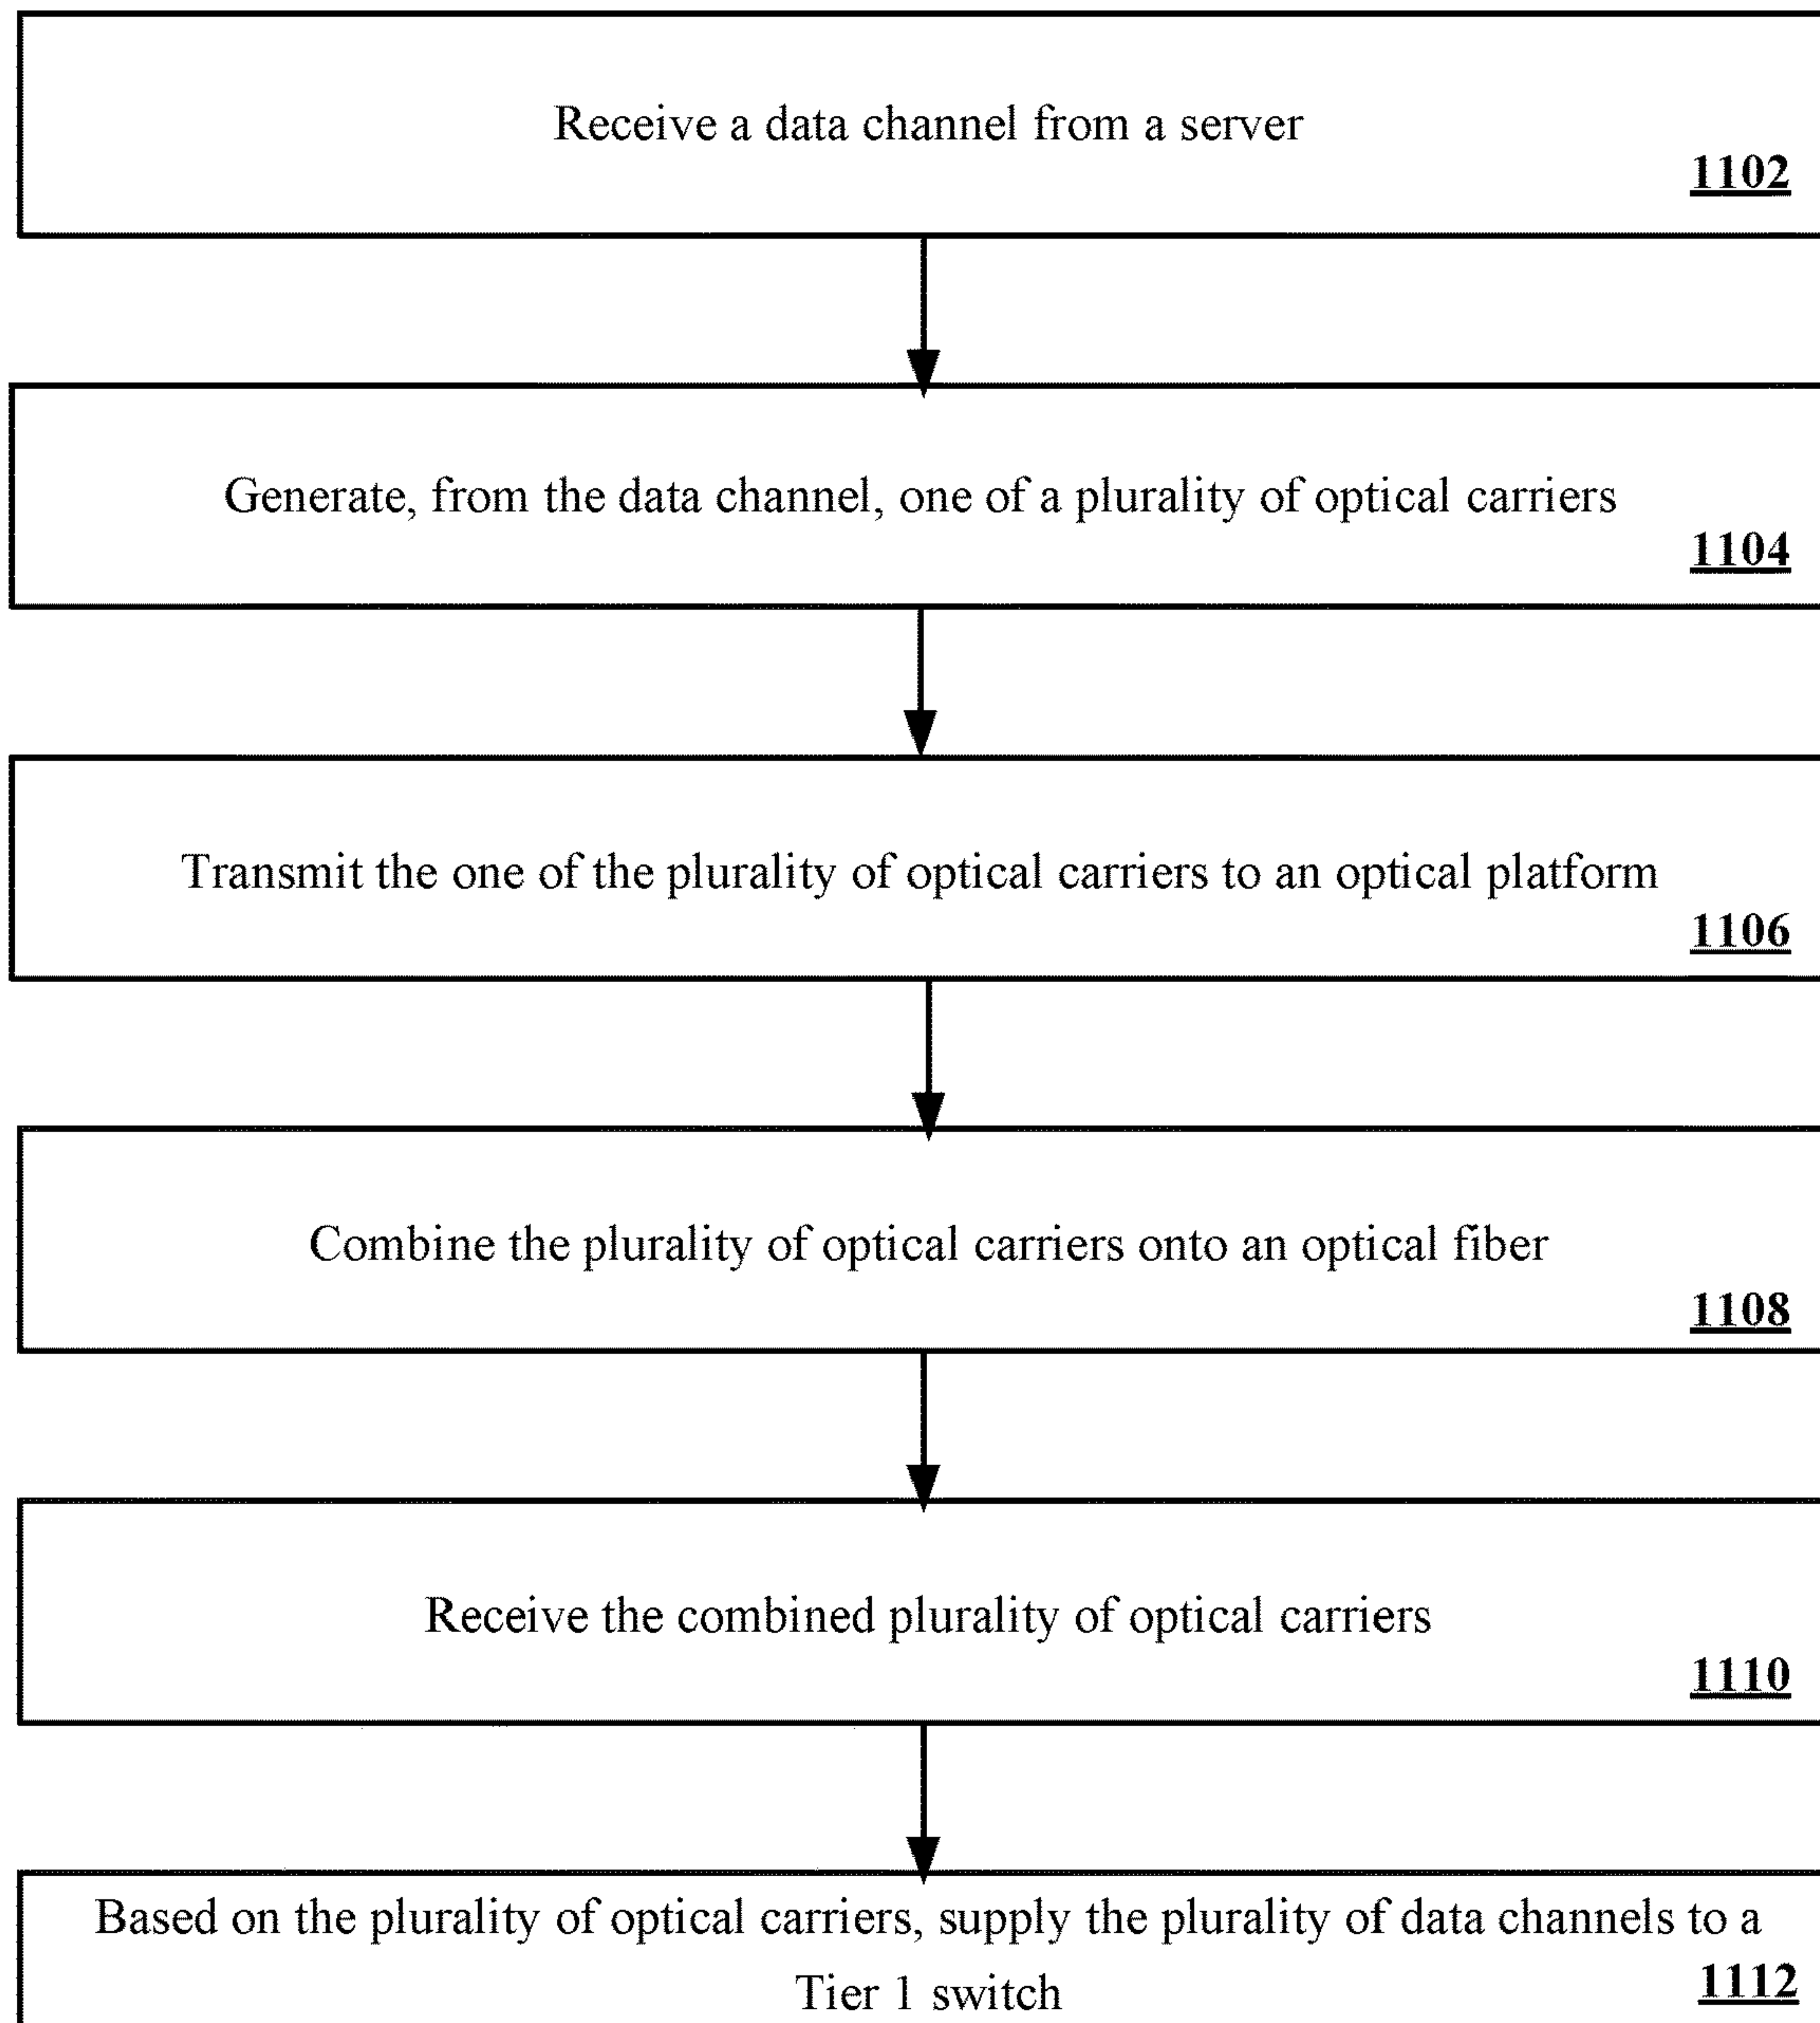 Receive a data channel from a server
1102
Generate, from the data channel, one of a plurality of optical carriers
1104
Transmit the one of the plurality of optical carriers to an optical platform
1106
Combine the plurality of optical carriers onto an optical fiber
1108
Receive the combined plurality of optical carriers
1110
Based on the plurality of optical carriers, supply the plurality of data channels to a
Tier 1 switch
1112